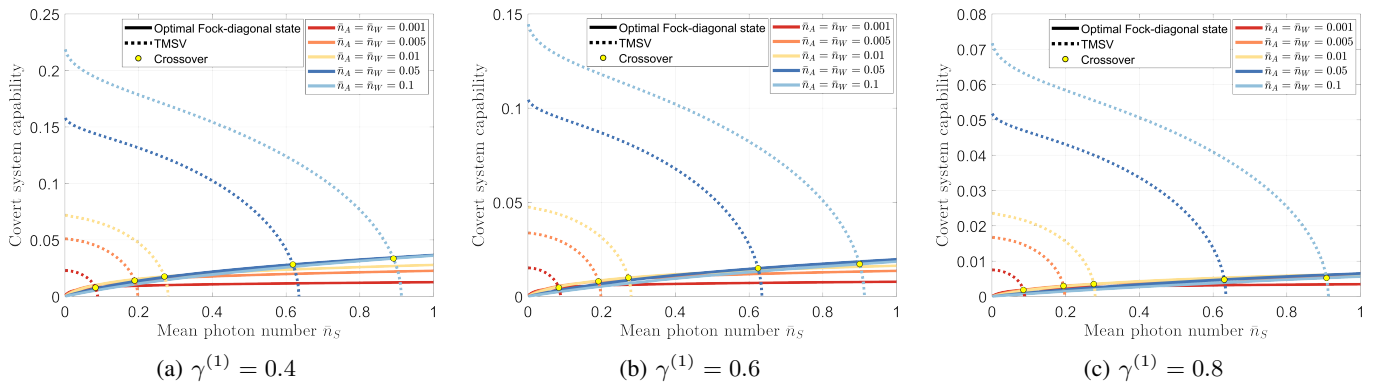 Optimal Fock-diagonal state
TMSV
Crossover
n̄_A = n̄_W = 0.001
n̄_A = n̄_W = 0.005
n̄_A = n̄_W = 0.01
n̄_A = n̄_W = 0.05
n̄_A = n̄_W = 0.1
Covert system capability
0.25
0.2
0.15
0.1
0.05
0
0 0.2 0.4 0.6 0.8 1
Mean photon number n̄_S
(a) γ^(1) = 0.4
Optimal Fock-diagonal state
TMSV
Crossover
n̄_A = n̄_W = 0.001
n̄_A = n̄_W = 0.005
n̄_A = n̄_W = 0.01
n̄_A = n̄_W = 0.05
n̄_A = n̄_W = 0.1
Covert system capability
0.15
0.1
0.05
0
0 0.2 0.4 0.6 0.8 1
Mean photon number n̄_S
(b) γ^(1) = 0.6
Optimal Fock-diagonal state
TMSV
Crossover
n̄_A = n̄_W = 0.001
n̄_A = n̄_W = 0.005
n̄_A = n̄_W = 0.01
n̄_A = n̄_W = 0.05
n̄_A = n̄_W = 0.1
Covert system capability
0.08
0.07
0.06
0.05
0.04
0.03
0.02
0.01
0
0 0.2 0.4 0.6 0.8 1
Mean photon number n̄_S
(c) γ^(1) = 0.8